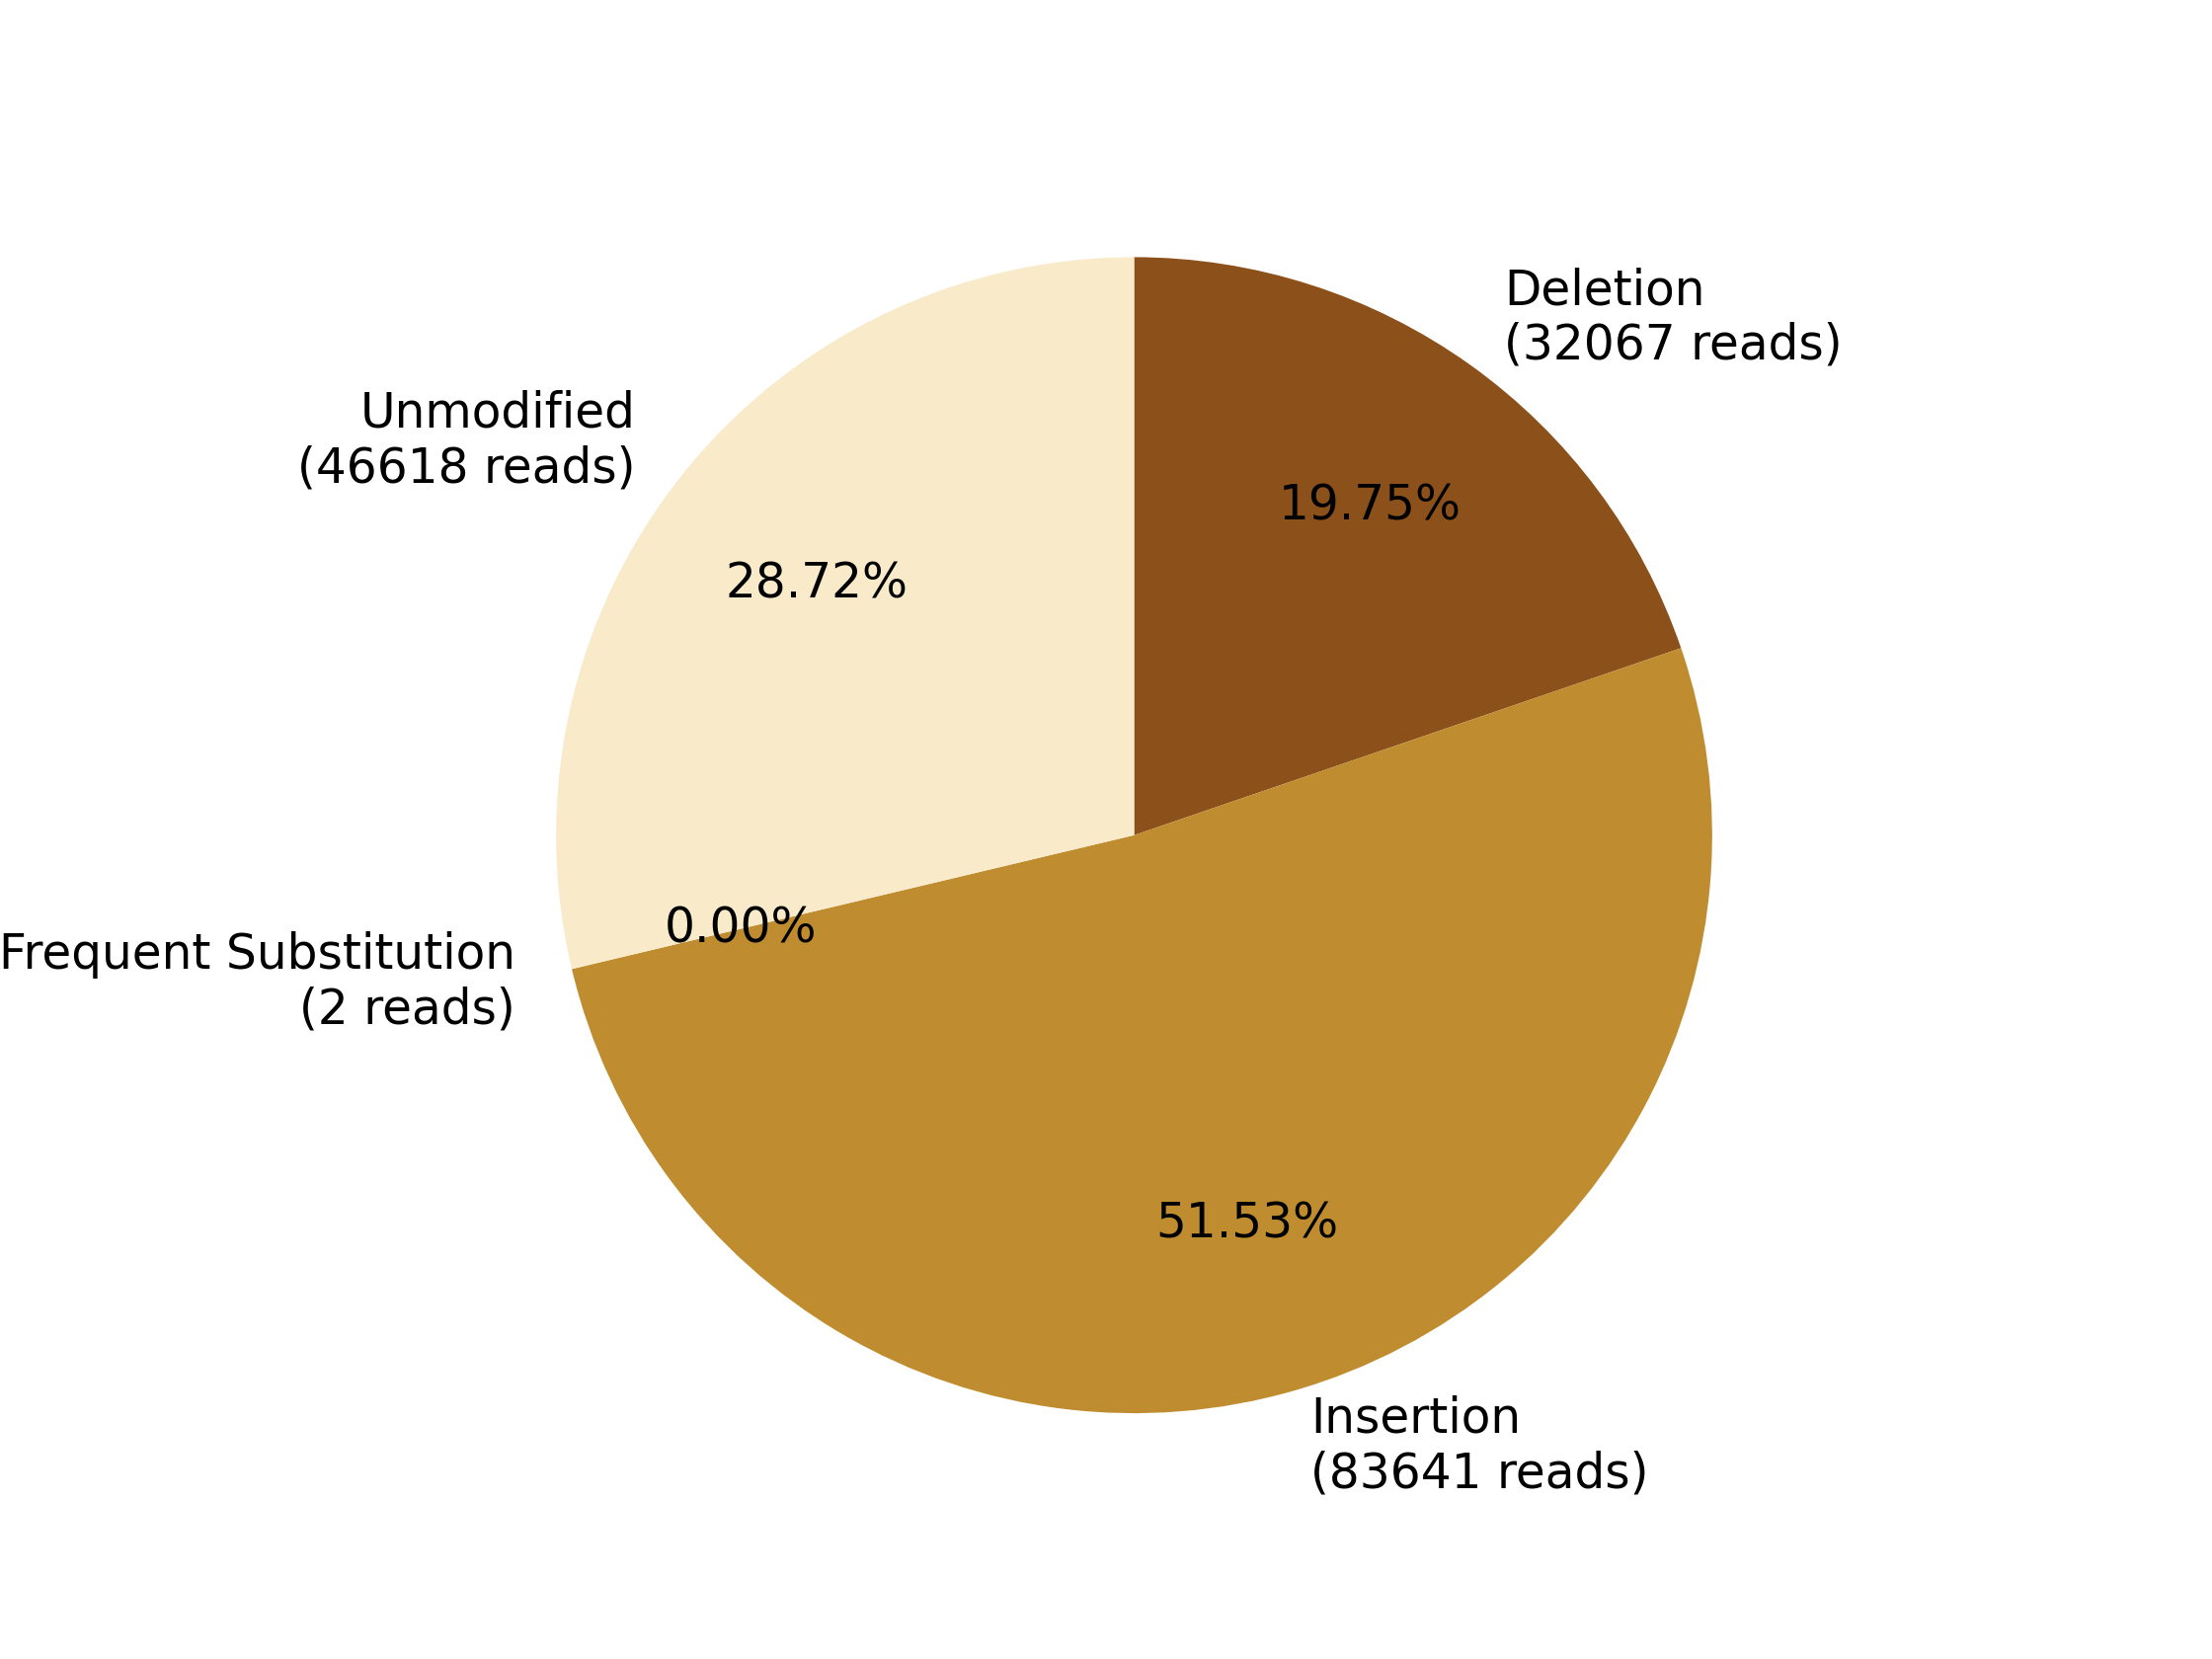 Deletion
(32067 reads)
19.75%
Unmodified
(46618 reads)
28.72%
0.00%
Frequent Substitution
(2 reads)
51.53%
Insertion
(83641 reads)